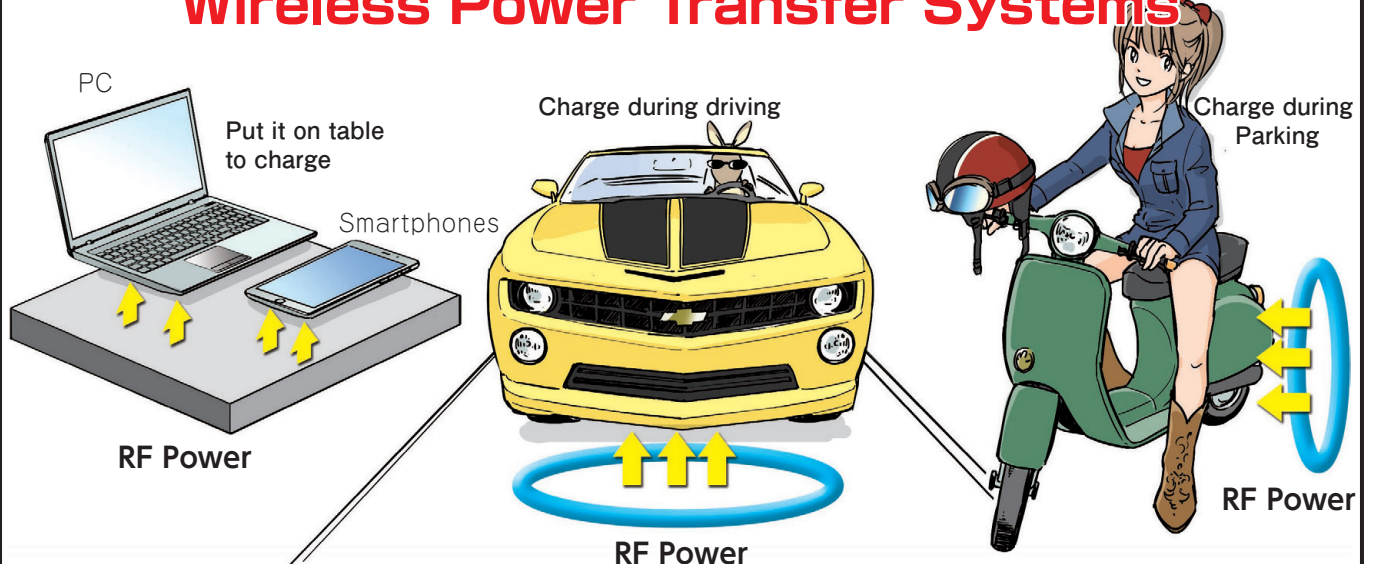 Wireless Power Transfer Systems
PC
Put it on table
to charge
Smartphones
RF Power
Charge during driving
RF Power
Charge during
Parking
RF Power